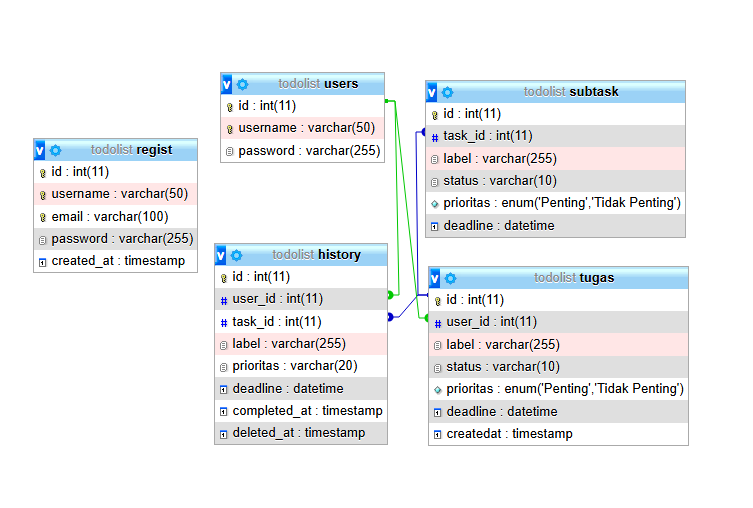 todolist users
id : int(11)
username : varchar(50)
password : varchar(255)
todolist subtask
id : int(11)
task_id : int(11)
label : varchar(255)
status : varchar(10)
prioritas : enum('Penting','Tidak Penting')
deadline : datetime
todolist regist
id : int(11)
username : varchar(50)
email : varchar(100)
password : varchar(255)
created_at : timestamp
todolist history
id : int(11)
user_id : int(11)
task_id : int(11)
label : varchar(255)
prioritas : varchar(20)
deadline : datetime
completed_at : timestamp
deleted_at : timestamp
todolist tugas
id : int(11)
user_id : int(11)
label : varchar(255)
status : varchar(10)
prioritas : enum('Penting','Tidak Penting')
deadline : datetime
createdat : timestamp